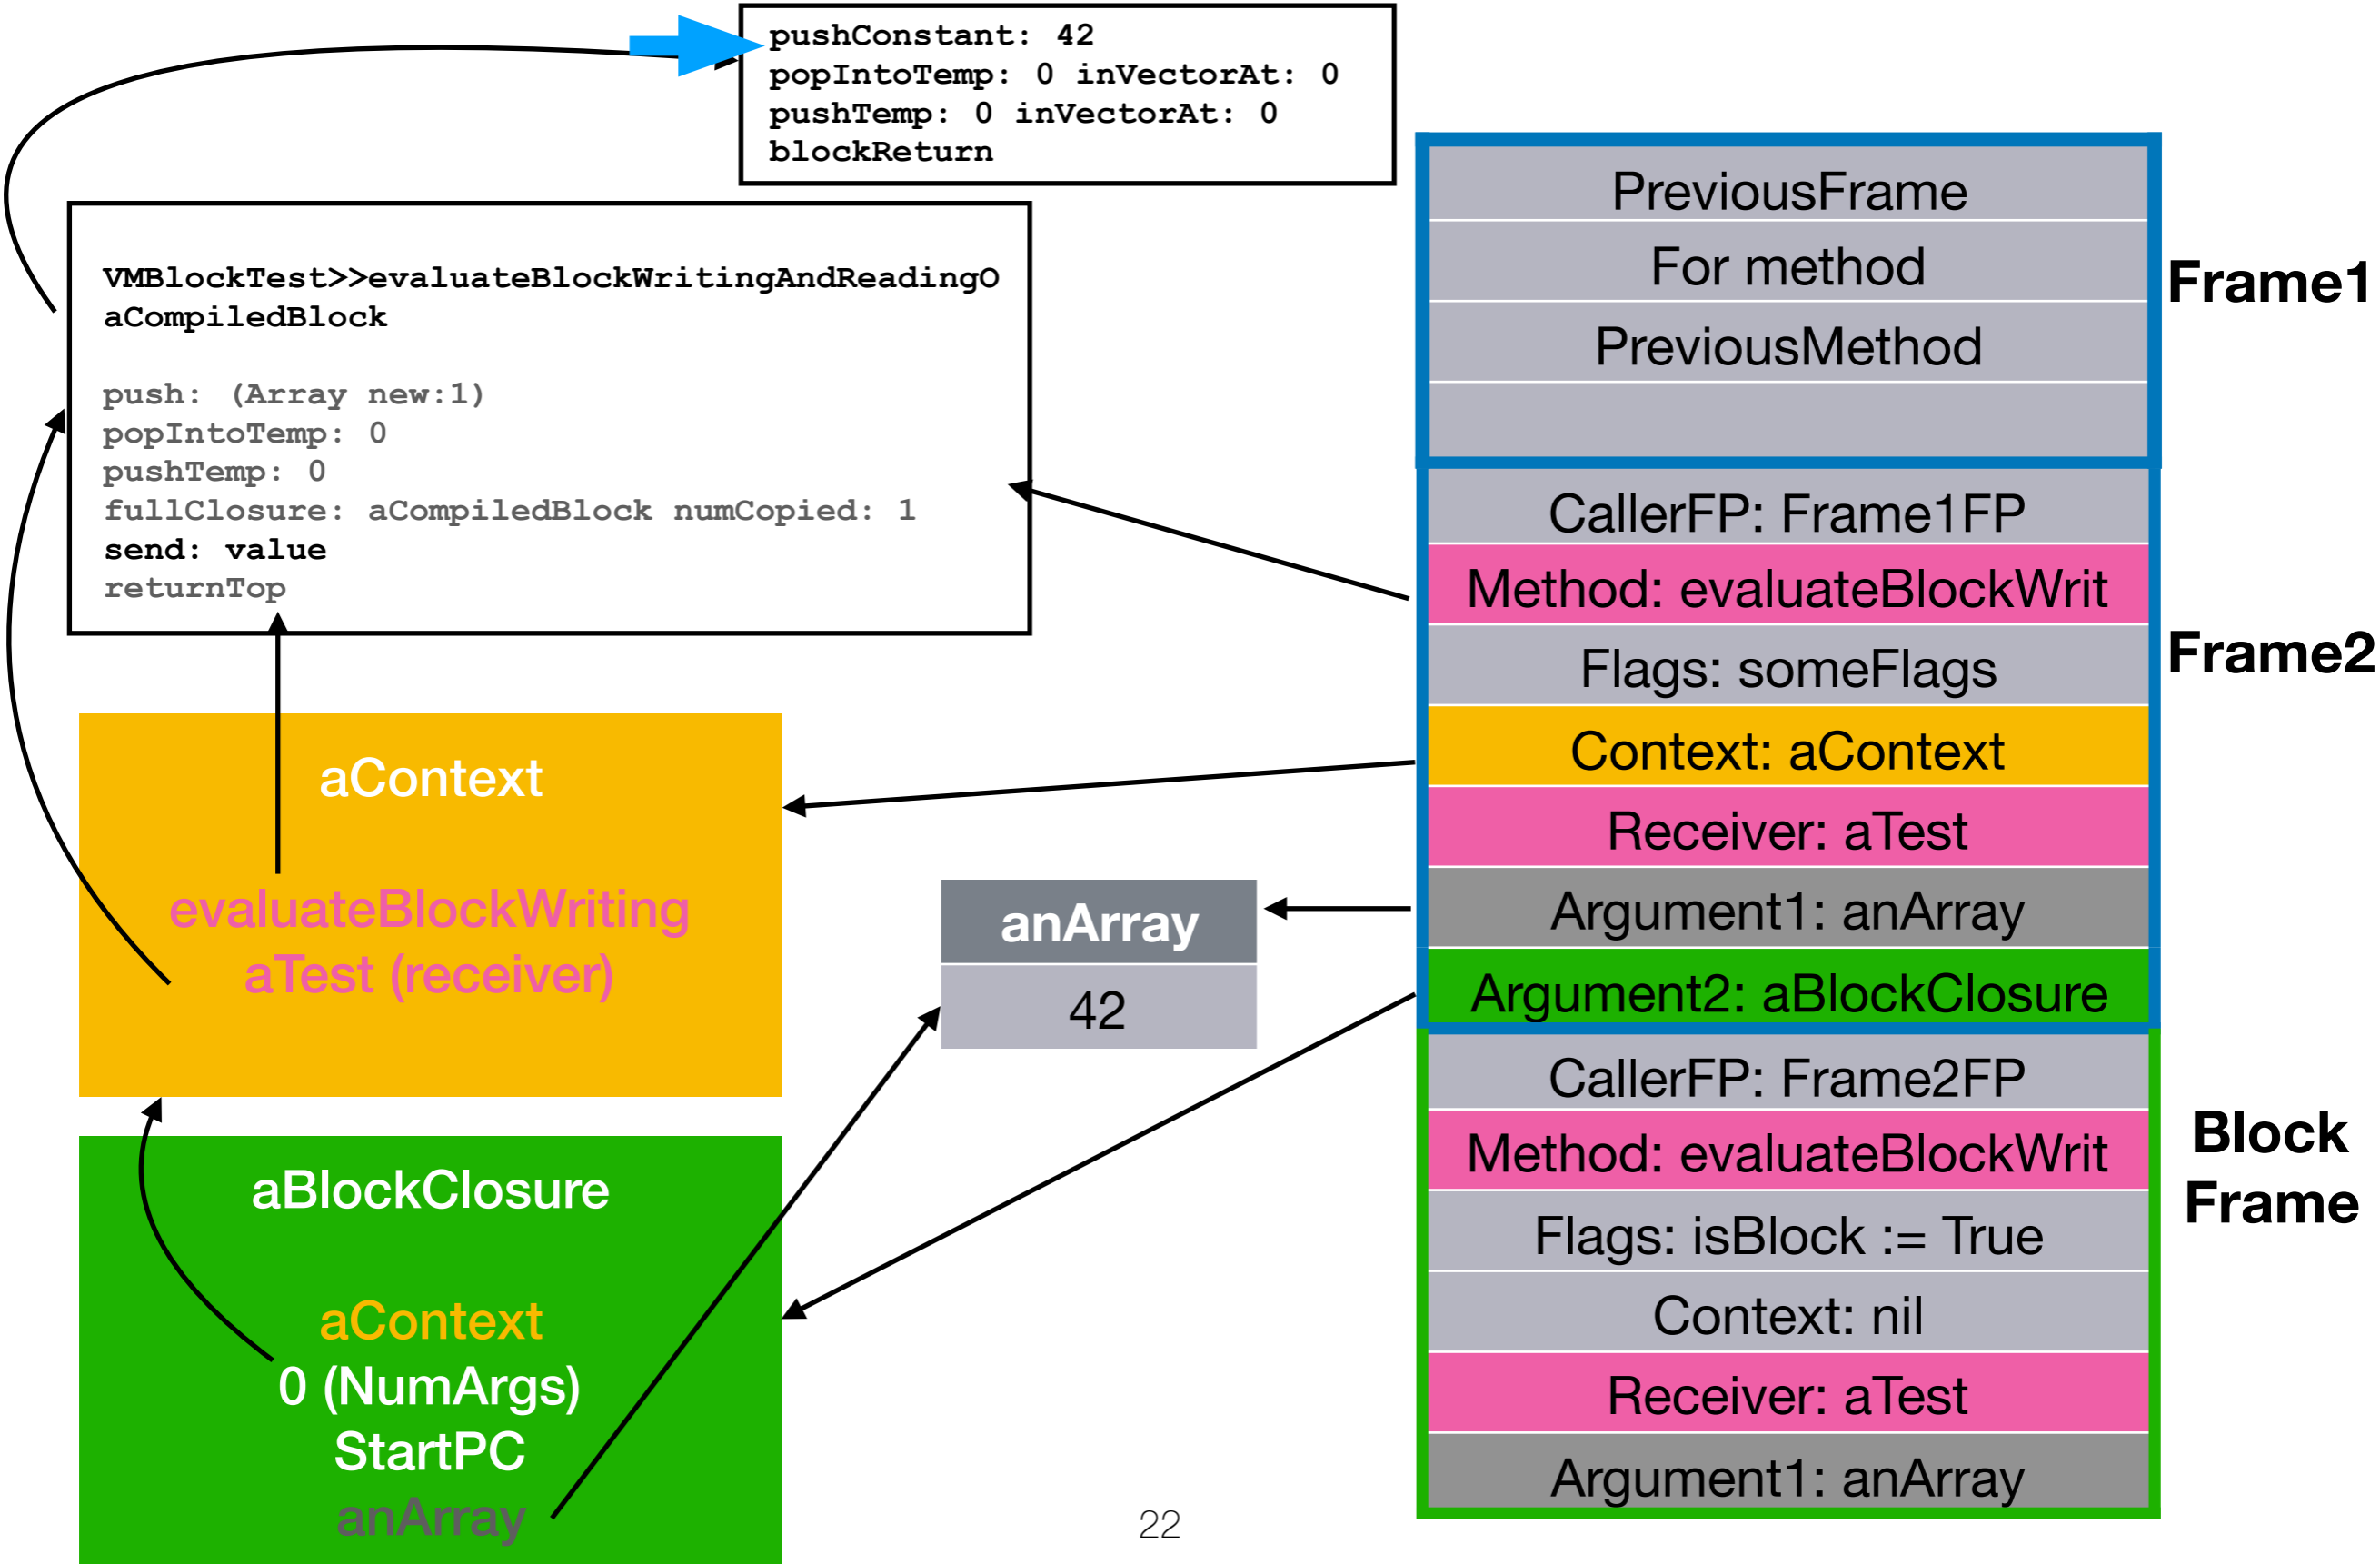 pushConstant: 42
popIntoTemp: 0 inVectorAt: 0
pushTemp: 0 inVectorAt: 0
blockReturn
VMBlockTest>>evaluateBlockWritingAndReadingO
aCompiledBlock
push: (Array new:1)
popIntoTemp: 0
pushTemp: 0
fullClosure: aCompiledBlock numCopied: 1
send: value
returnTop
aContext
evaluateBlockWriting
aTest (receiver)
aBlockClosure
aContext
0 (NumArgs)
StartPC
anArray
anArray
42
PreviousFrame
For method
PreviousMethod
Frame1
CallerFP: Frame1FP
Method: evaluateBlockWrit
Flags: someFlags
Context: aContext
Receiver: aTest
Argument1: anArray
Argument2: aBlockClosure
Frame2
CallerFP: Frame2FP
Method: evaluateBlockWrit
Flags: isBlock := True
Context: nil
Receiver: aTest
Argument1: anArray
Block
Frame
22